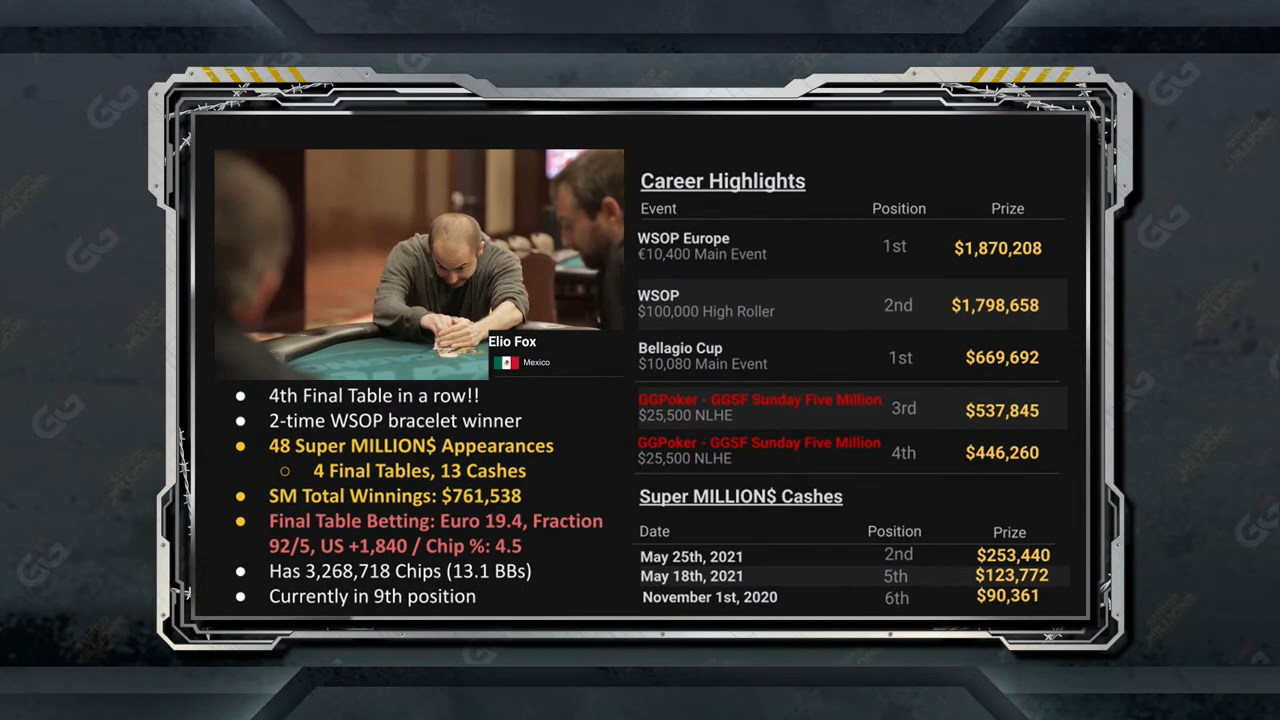 Elio Fox
Mexico
4th Final Table in a row!!
2-time WSOP bracelet winner
48 Super MILLION$ Appearances
4 Final Tables, 13 Cashes
SM Total Winnings: $761,538
Final Table Betting: Euro 19.4, Fraction
92/5, US +1,840 / Chip %: 4.5
Has 3,268,718 Chips (13.1 BBs)
Currently in 9th position
Career Highlights
Event Position Prize
WSOP Europe
€10,400 Main Event 1st $1,870,208
WSOP
$100,000 High Roller 2nd $1,798,658
Bellagio Cup
$10,080 Main Event 1st $669,692
GGPoker - GGSF Sunday Five Million
$25,500 NLHE 3rd $537,845
GGPoker - GGSF Sunday Five Million
$25,500 NLHE 4th $446,260
Super MILLION$ Cashes
Date Position Prize
May 25th, 2021 2nd $253,440
May 18th, 2021 5th $123,772
November 1st, 2020 6th $90,361